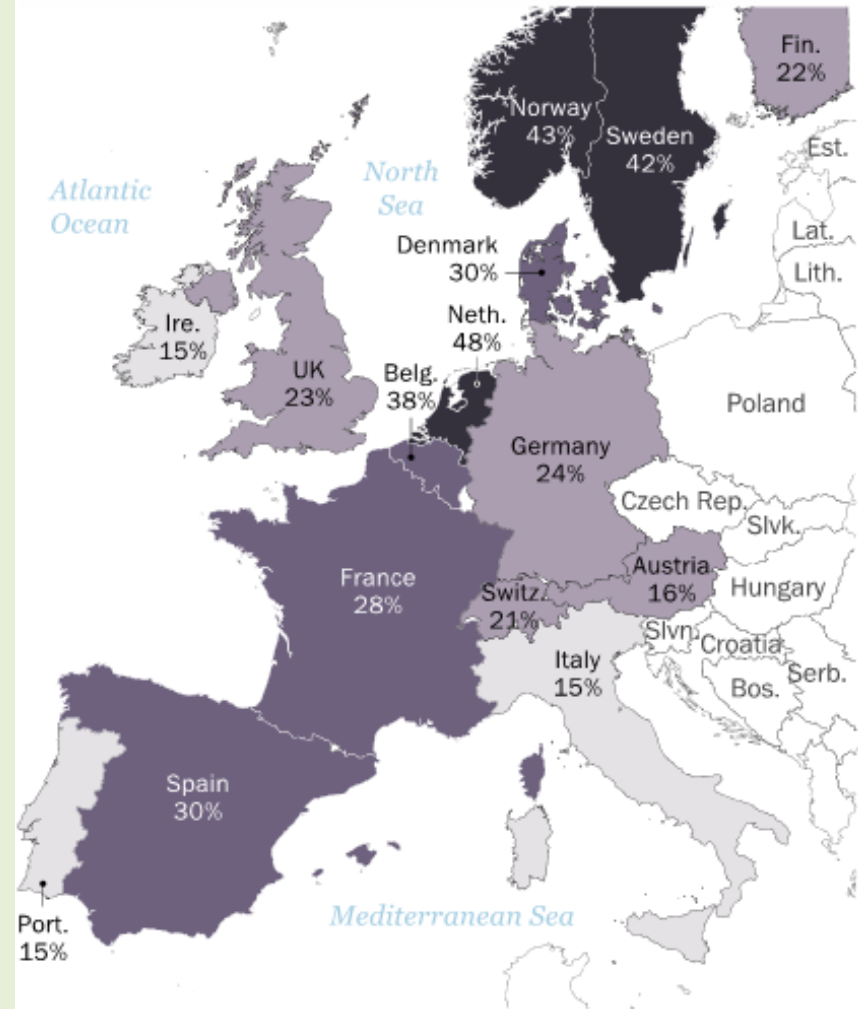 Fin.
22%
Norway
43%
Sweden
42%
Est.
Atlantic
Ocean
North
Sea
Lat.
Denmark
30%
Lith.
Neth.
48%
Ire.
15%
UK
23%
Belg.
38%
Poland
Germany
24%
Czech Rep.
Slvk.
France
28%
Austria
16%
Hungary
Switz.
21%
Slvn.
Croatia
Italy
15%
Bos.
Serb.
Spain
30%
Mediterranean Sea
Port.
15%